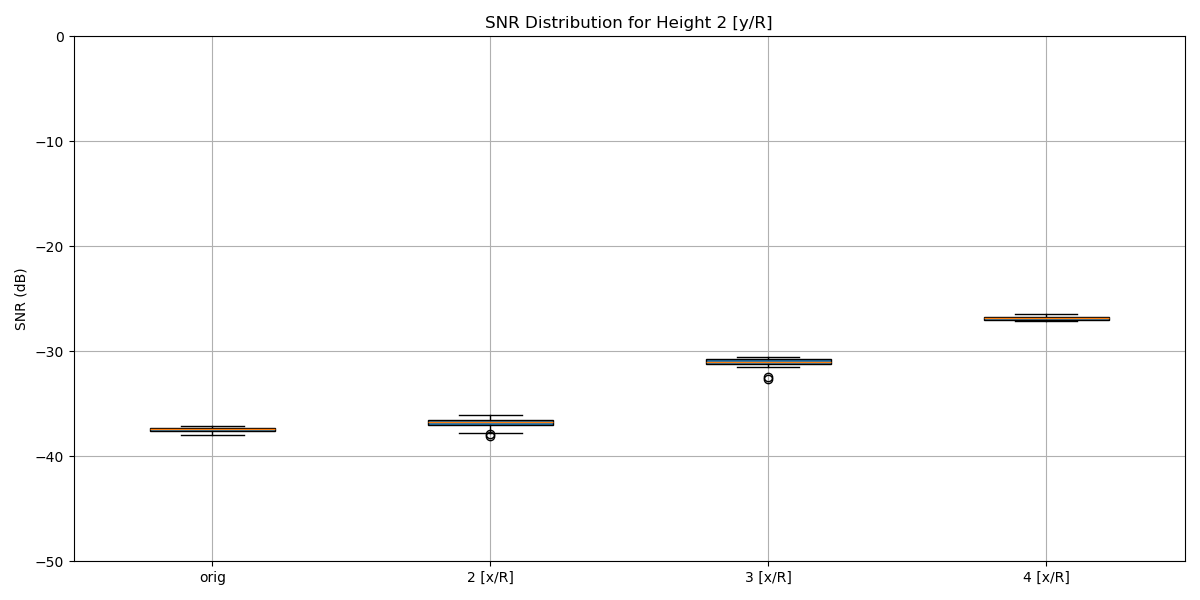 SNR Distribution for Height 2 [y/R]
SNR (dB)
0
−10
−20
−30
−40
−50
orig
2 [x/R]
3 [x/R]
4 [x/R]